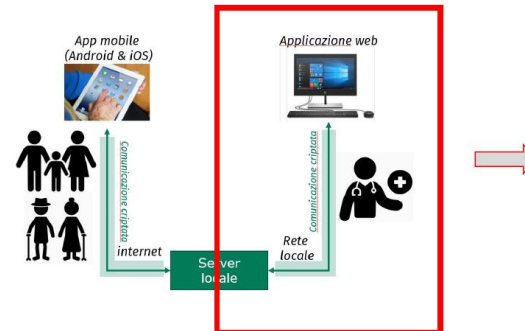 App mobile
(Android & iOS)
Applicazione web
Comunicazione criptata
Comunicazione criptata
internet
Rete
locale
Server
locale